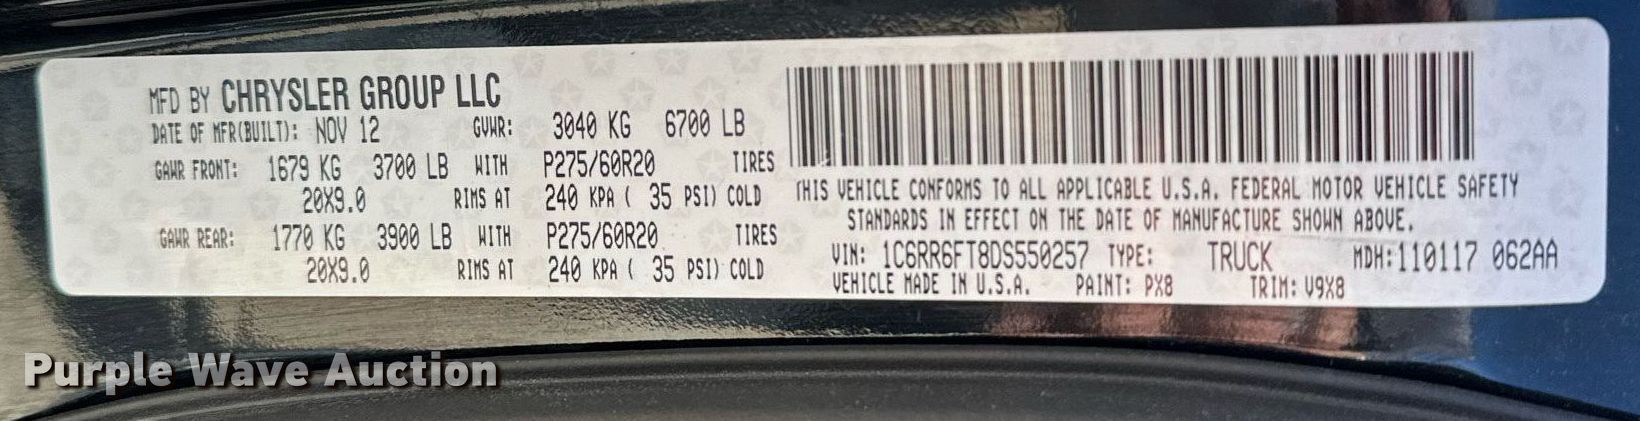 MFD BY CHRYSLER GROUP LLC
DATE OF MFR(BUILT): NOV 12 GVWR: 3040 KG 6700 LB
GAWR FRONT: 1679 KG 3700 LB WITH P275/60R20 TIRES
20X9.0 RIMS AT 240 KPA ( 35 PSI) COLD
GAWR REAR: 1770 KG 3900 LB WITH P275/60R20 TIRES
20X9.0 RIMS AT 240 KPA ( 35 PSI) COLD
THIS VEHICLE CONFORMS TO ALL APPLICABLE U.S.A. FEDERAL MOTOR VEHICLE SAFETY
STANDARDS IN EFFECT ON THE DATE OF MANUFACTURE SHOWN ABOVE.
VIN: 1C6RR6FT8DS550257 TYPE: TRUCK MDH:110117 062AA
VEHICLE MADE IN U.S.A. PAINT: PX8 TRIM: V9X8
Purple Wave Auction